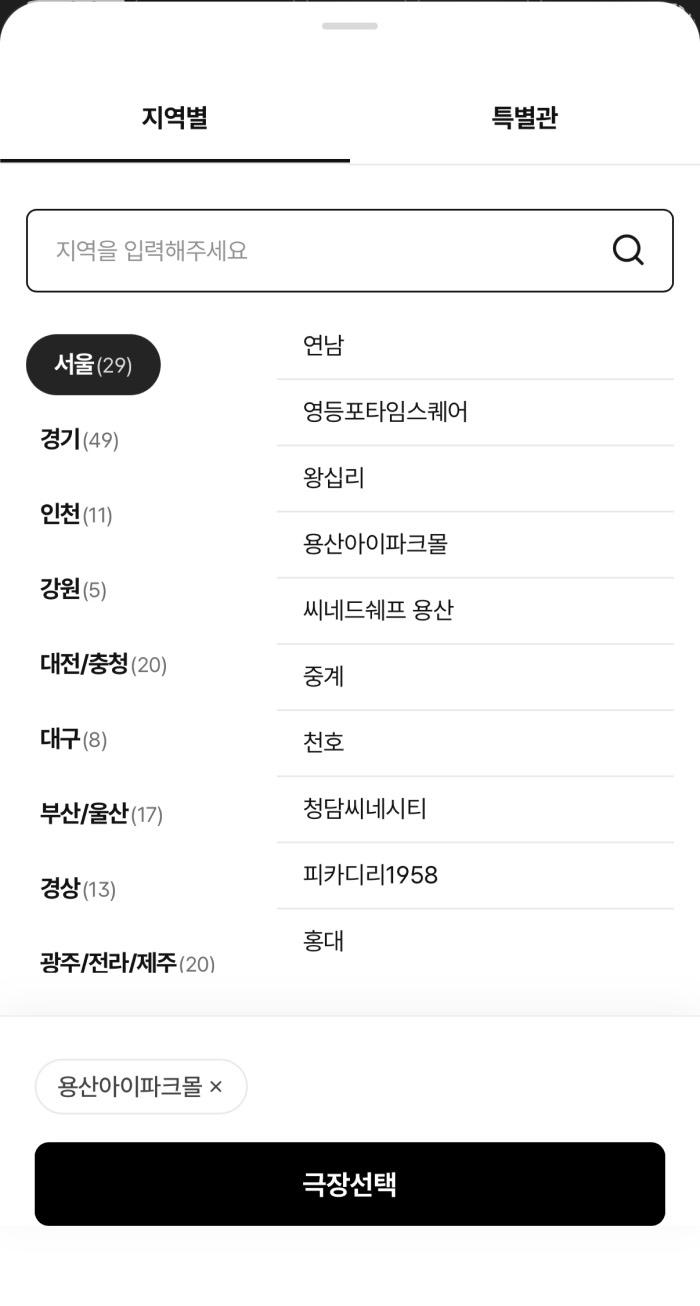 지역별
특별관
지역을 입력해주세요
서울(29)
경기(49)
인천(11)
강원(5)
대전/충청(20)
대구(8)
부산/울산(17)
경상(13)
광주/전라/제주(20)
연남
영등포타임스퀘어
왕십리
용산아이파크몰
씨네드쉐프 용산
중계
천호
청담씨네시티
피카디리1958
홍대
용산아이파크몰 ×
극장선택